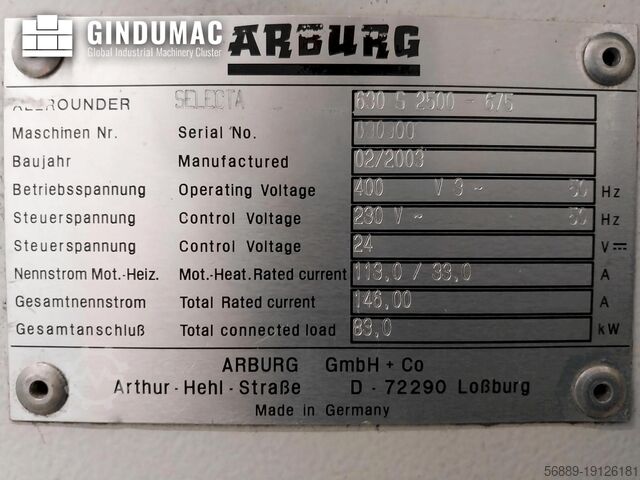 GINDUMAC
Global Industrial Machinery Cluster
ARBURG
ALLROUNDER SELECTA 630 S 2500 - 675
Maschinen Nr. Serial No.
Baujahr Manufactured 02/2003
Betriebsspannung Operating Voltage 400 V 3 ~ 50 Hz
Steuerspannung Control Voltage 230 V ~ 50 Hz
Steuerspannung Control Voltage 24 V ⎓
Nennstrom Mot.-Heiz. Mot.-Heat. Rated current 113,0 / 33,0 A
Gesamtnennstrom Total Rated current 146,00 A
Gesamtanschluß Total connected load 83,0 kW
ARBURG GmbH + Co
Arthur - Hehl - Straße D - 72290 Loßburg
Made in Germany
56889-19126181